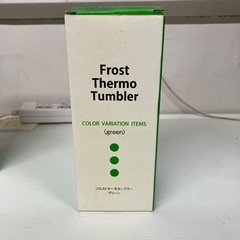 Frost
Thermo
Tumbler
COLOR VARIATION ITEMS
(green)
フロストサーモタンブラー
グリーン